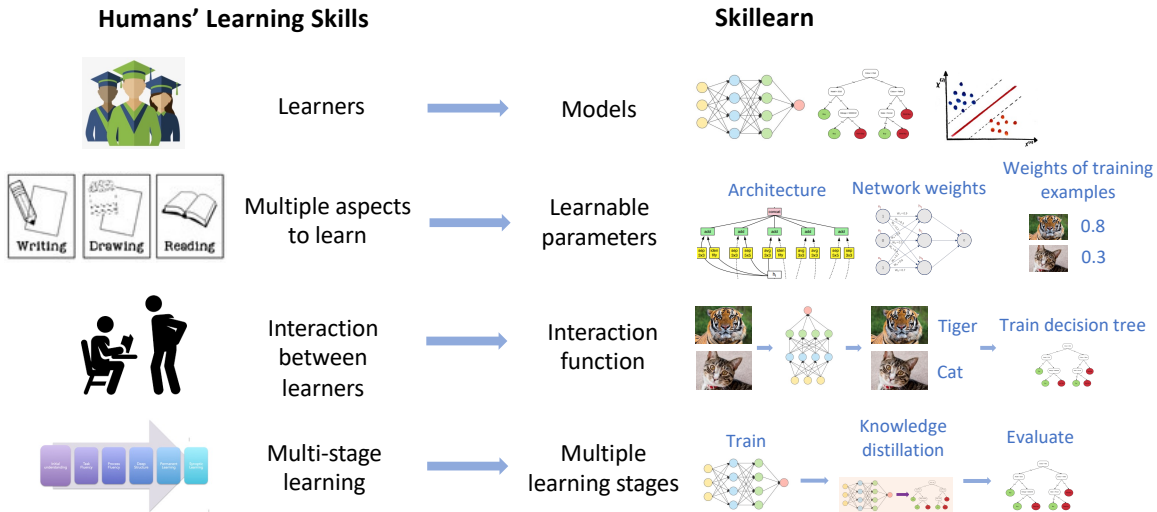 Humans' Learning Skills
Skillearn
Learners
Models
Writing
Drawing
Reading
Multiple aspects
to learn
Learnable
parameters
Architecture
Network weights
Weights of training
examples
0.8
0.3
Interaction
between
learners
Interaction
function
Tiger
Cat
Train decision tree
Multi-stage
learning
Multiple
learning stages
Train
Knowledge
distillation
Evaluate